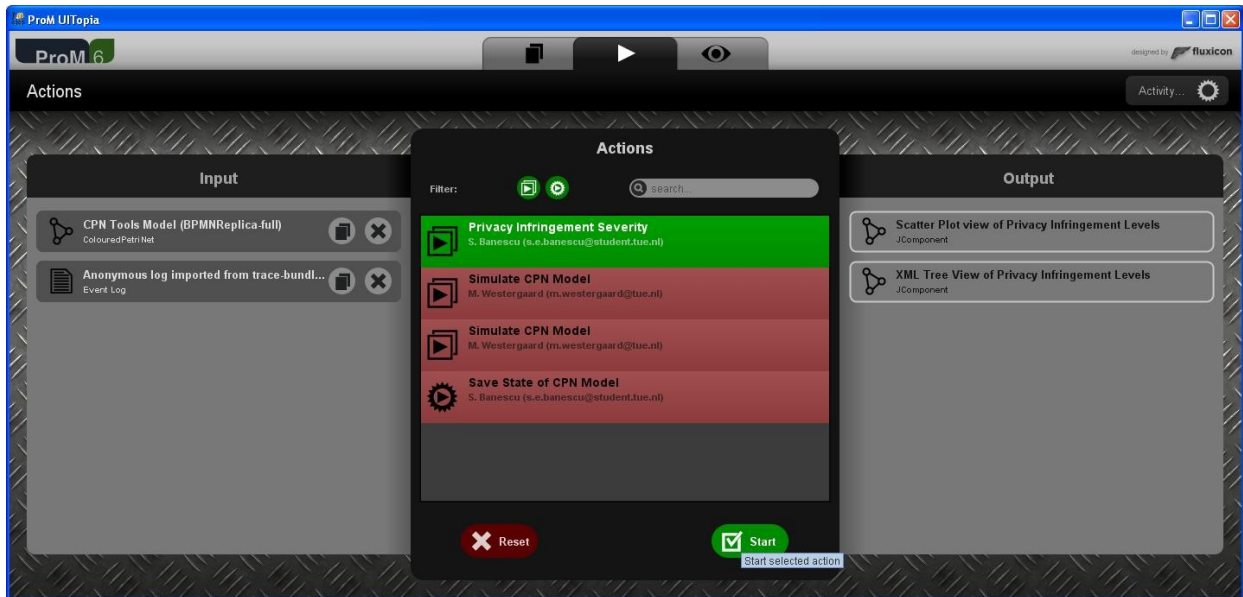 ProM UITopia
ProM 6
designed by fluxicon
Actions
Activity...
Input
CPN Tools Model (BPMNReplica-full)
ColouredPetriNet
Anonymous log imported from trace-bundl...
Event Log
Actions
Filter:
search...
Privacy Infringement Severity
S. Banescu (s.e.banescu@student.tue.nl)
Simulate CPN Model
M. Westergaard (m.westergaard@tue.nl)
Simulate CPN Model
M. Westergaard (m.westergaard@tue.nl)
Save State of CPN Model
S. Banescu (s.e.banescu@student.tue.nl)
Reset
Start
Start selected action
Output
Scatter Plot view of Privacy Infringement Levels
JComponent
XML Tree View of Privacy Infringement Levels
JComponent